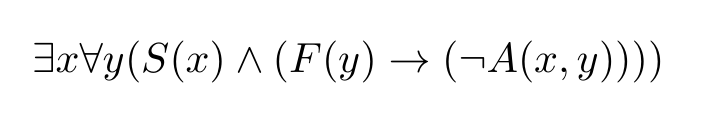 ∃x∀y(S(x) ∧ (F(y) → (¬A(x, y))))